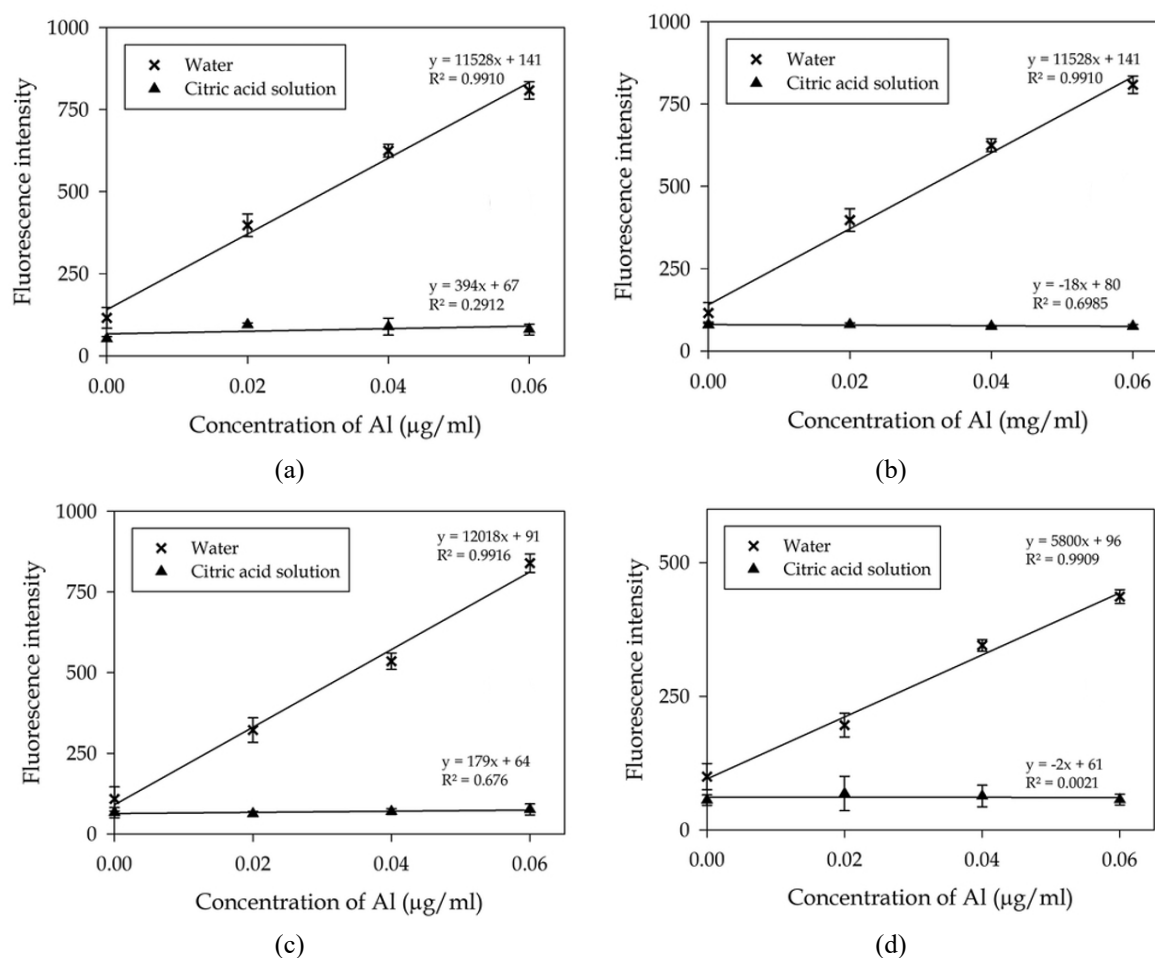 1000
750
500
250
0
Fluorescence intensity
Water
Citric acid solution
y = 11528x + 141
R² = 0.9910
y = 394x + 67
R² = 0.2912
0.00 0.02 0.04 0.06
Concentration of Al (µg/ml)
(a)
1000
750
500
250
0
Fluorescence intensity
Water
Citric acid solution
y = 11528x + 141
R² = 0.9910
y = -18x + 80
R² = 0.6985
0.00 0.02 0.04 0.06
Concentration of Al (mg/ml)
(b)
1000
750
500
250
0
Fluorescence intensity
Water
Citric acid solution
y = 12018x + 91
R² = 0.9916
y = 179x + 64
R² = 0.676
0.00 0.02 0.04 0.06
Concentration of Al (µg/ml)
(c)
500
250
0
Fluorescence intensity
Water
Citric acid solution
y = 5800x + 96
R² = 0.9909
y = -2x + 61
R² = 0.0021
0.00 0.02 0.04 0.06
Concentration of Al (µg/ml)
(d)